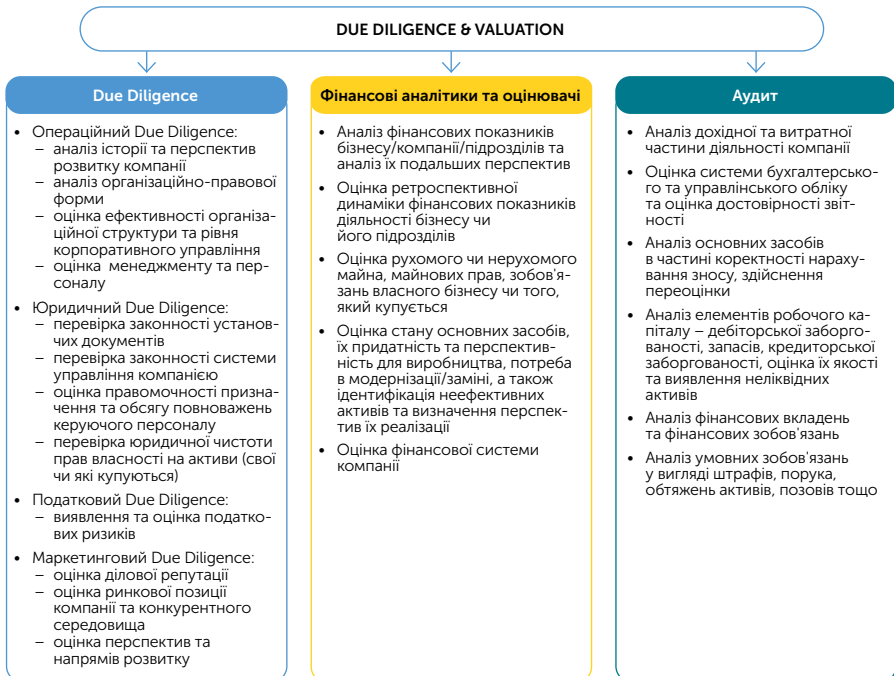 DUE DILIGENCE & VALUATION
Due Diligence
• Операційний Due Diligence:
– аналіз історії та перспектив
розвитку компанії
– аналіз організаційно-правової
форми
– оцінка ефективності організа-
ційної структури та рівня
корпоративного управління
– оцінка менеджменту та пер-
соналу
• Юридичний Due Diligence:
– перевірка законності установ-
чих документів
– перевірка законності системи
управління компанією
– оцінка правомочності призна-
чення та обсягу повноважень
керуючого персоналу
– перевірка юридичної чистоти
прав власності на активи (свої
чи які купуються)
• Податковий Due Diligence:
– виявлення та оцінка податко-
вих ризиків
• Маркетинговий Due Diligence:
– оцінка ділової репутації
– оцінка ринкової позиції
компанії та конкурентного
середовища
– оцінка перспектив та
напрямів розвитку
Фінансові аналітики та оцінювачі
• Аналіз фінансових показників
бізнесу/компанії/підрозділів та
аналіз їх подальших перспектив
• Оцінка ретроспективної
динаміки фінансових показників
діяльності бізнесу чи
його підрозділів
• Оцінка рухомого чи нерухомого
майна, майнових прав, зобов'я-
зань власного бізнесу чи того,
який купується
• Оцінка стану основних засобів,
їх придатність та перспектив-
ність для виробництва, потреба
в модернізації/заміні, а також
ідентифікація неефективних
активів та визначення перспек-
тив їх реалізації
• Оцінка фінансової системи
компанії
Аудит
• Аналіз дохідної та витратної
частини діяльності компанії
• Оцінка системи бухгалтерсько-
го та управлінського обліку
та оцінка достовірності звіт-
ності
• Аналіз основних засобів
в частині коректності нараху-
вання зносу, здійснення
переоцінки
• Аналіз елементів робочого ка-
піталу – дебіторської заборго-
ваності, запасів, кредиторської
заборгованості, оцінка їх якості
та виявлення неліквідних
активів
• Аналіз фінансових вкладень
та фінансових зобов'язань
• Аналіз умовних зобов'язань
у вигляді штрафів, порука,
обтяжень активів, позовів тощо